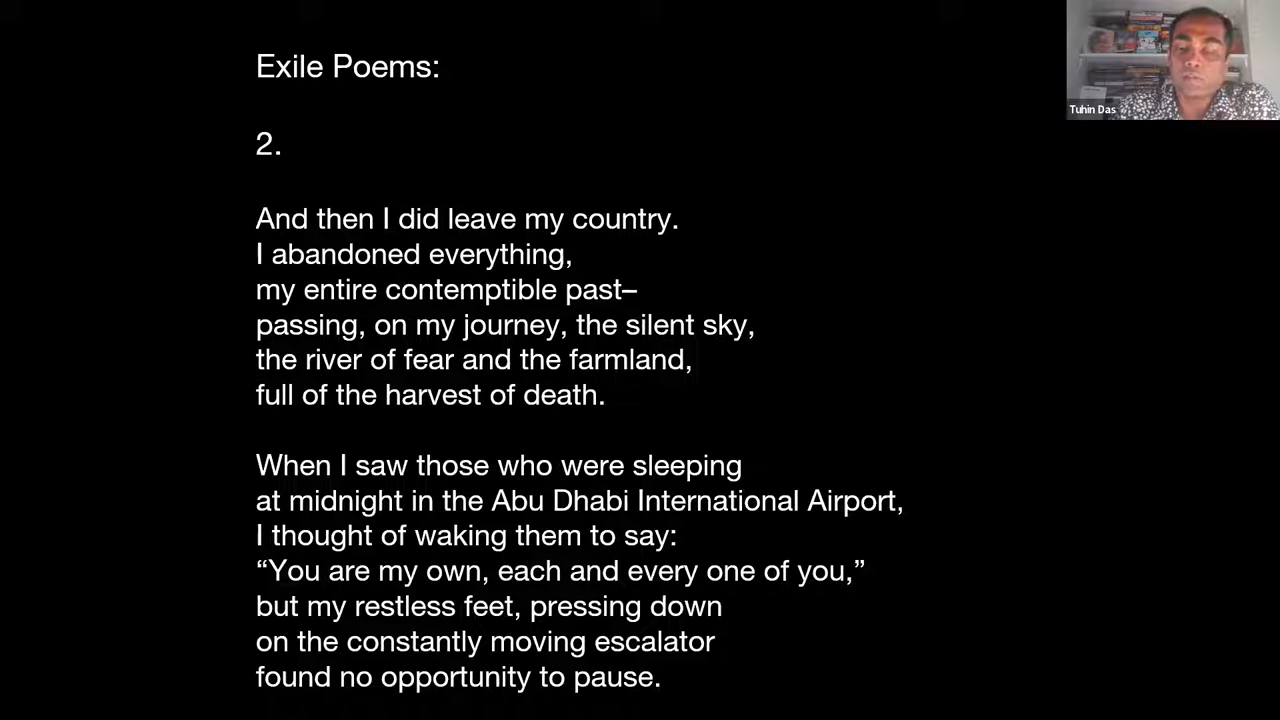 Exile Poems:
2.
And then I did leave my country.
I abandoned everything,
my entire contemptible past–
passing, on my journey, the silent sky,
the river of fear and the farmland,
full of the harvest of death.
When I saw those who were sleeping
at midnight in the Abu Dhabi International Airport,
I thought of waking them to say:
“You are my own, each and every one of you,”
but my restless feet, pressing down
on the constantly moving escalator
found no opportunity to pause.
Tuhin Das